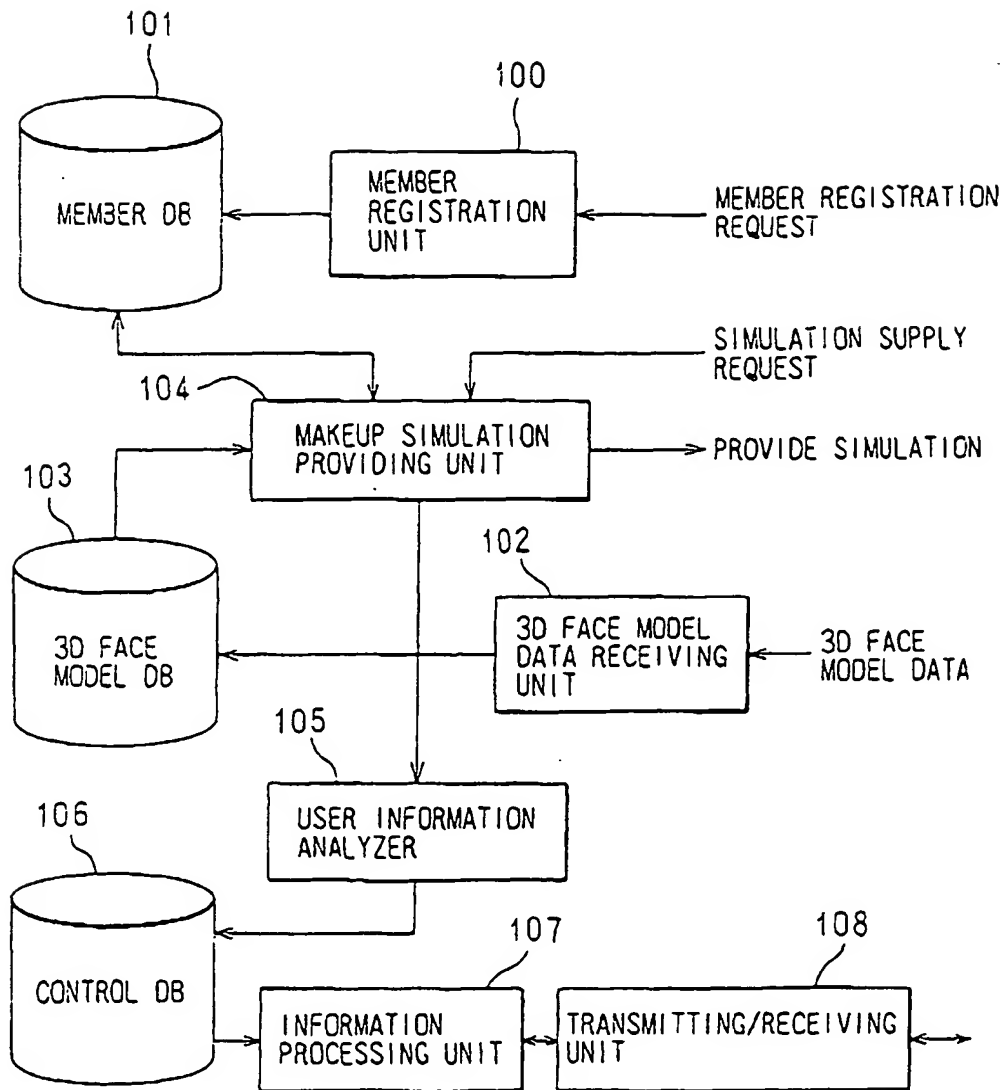 101
100
MEMBER DB
MEMBER
REGISTRATION
UNIT
MEMBER REGISTRATION
REQUEST
SIMULATION SUPPLY
REQUEST
104
MAKEUP SIMULATION
PROVIDING UNIT
PROVIDE SIMULATION
103
102
3D FACE
MODEL DB
3D FACE MODEL
DATA RECEIVING
UNIT
3D FACE
MODEL DATA
105
USER INFORMATION
ANALYZER
106
CONTROL DB
107
108
INFORMATION
PROCESSING UNIT
TRANSMITTING/RECEIVING
UNIT